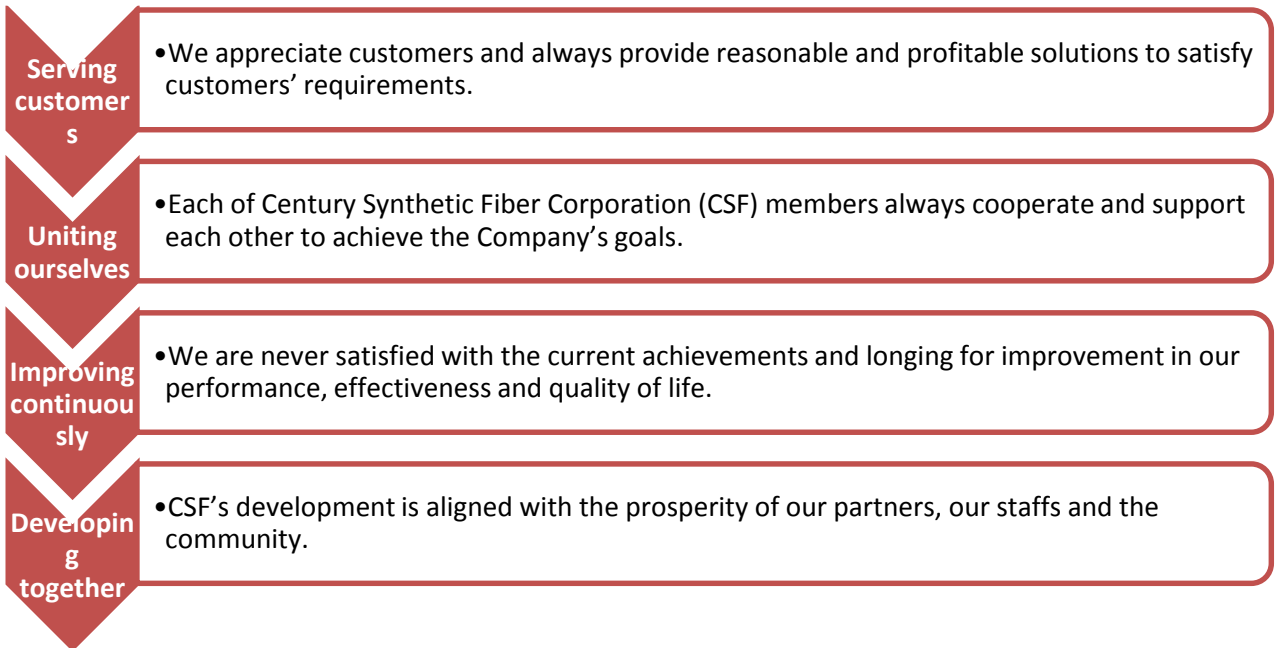 Serving
customer
s
•We appreciate customers and always provide reasonable and profitable solutions to satisfy
customers’ requirements.
Uniting
ourselves
•Each of Century Synthetic Fiber Corporation (CSF) members always cooperate and support
each other to achieve the Company’s goals.
Improving
continuou
sly
•We are never satisfied with the current achievements and longing for improvement in our
performance, effectiveness and quality of life.
Developin
g
together
•CSF’s development is aligned with the prosperity of our partners, our staffs and the
community.